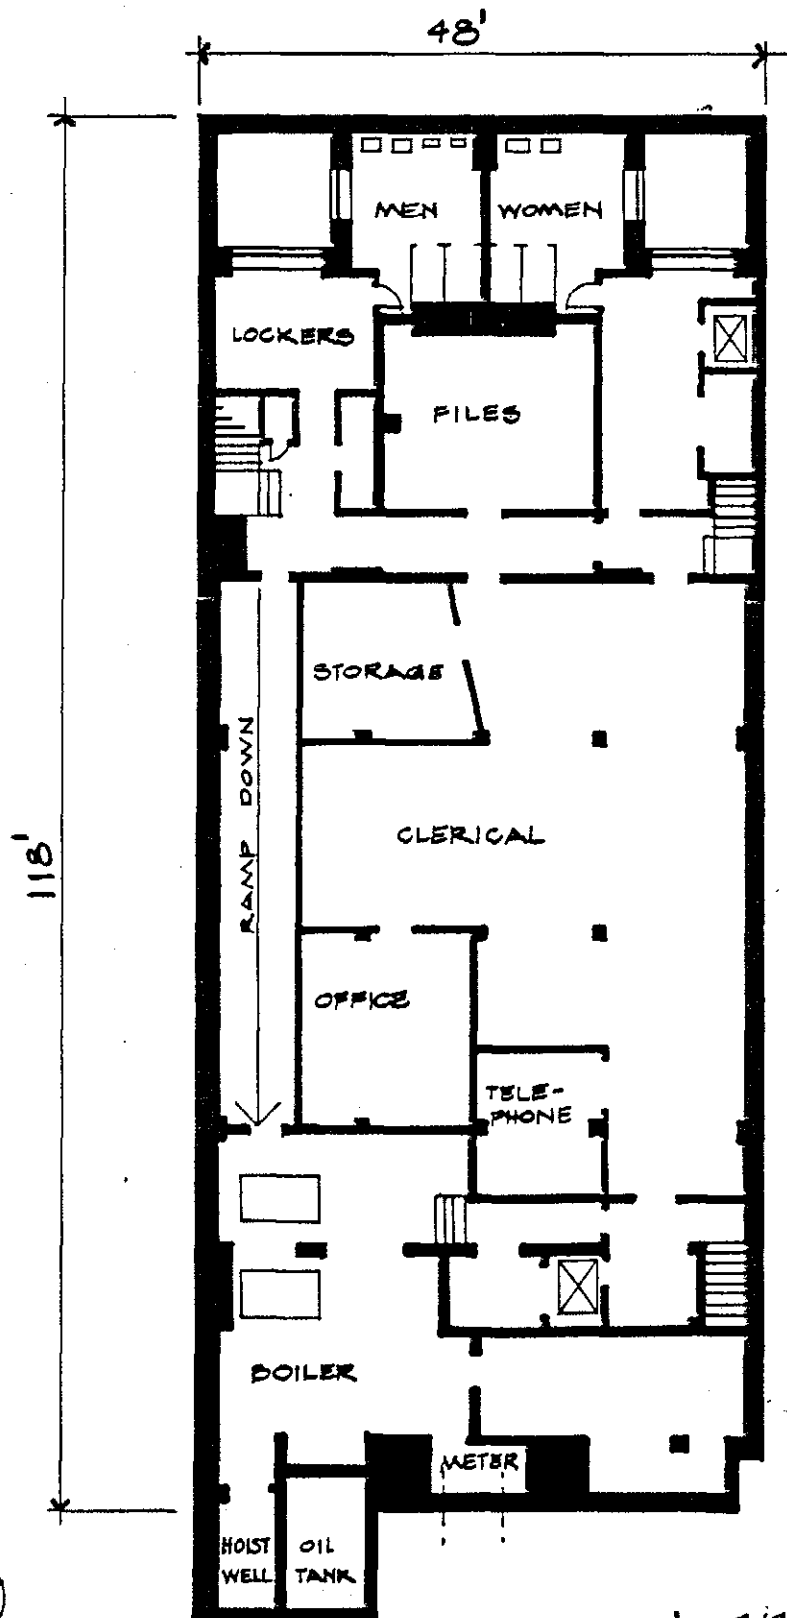 48'
MEN
WOMEN
LOCKERS
FILES
STORAGE
RAMP DOWN
118'
CLERICAL
OFFICE
TELE-
PHONE
BOILER
METER
HOIST
WELL
OIL
TANK